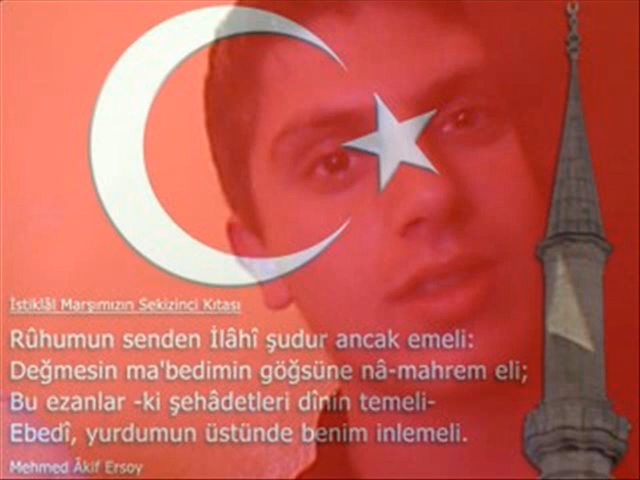 İstiklâl Marşımızın Sekizinci Kıtası
Rûhumun senden İlâhî şudur ancak emeli:
Değmesin ma'bedimin göğsüne nâ-mahrem eli;
Bu ezanlar -ki şehâdetleri dînin temeli-
Ebedî, yurdumun üstünde benim inlemeli.
Mehmed Âkif Ersoy